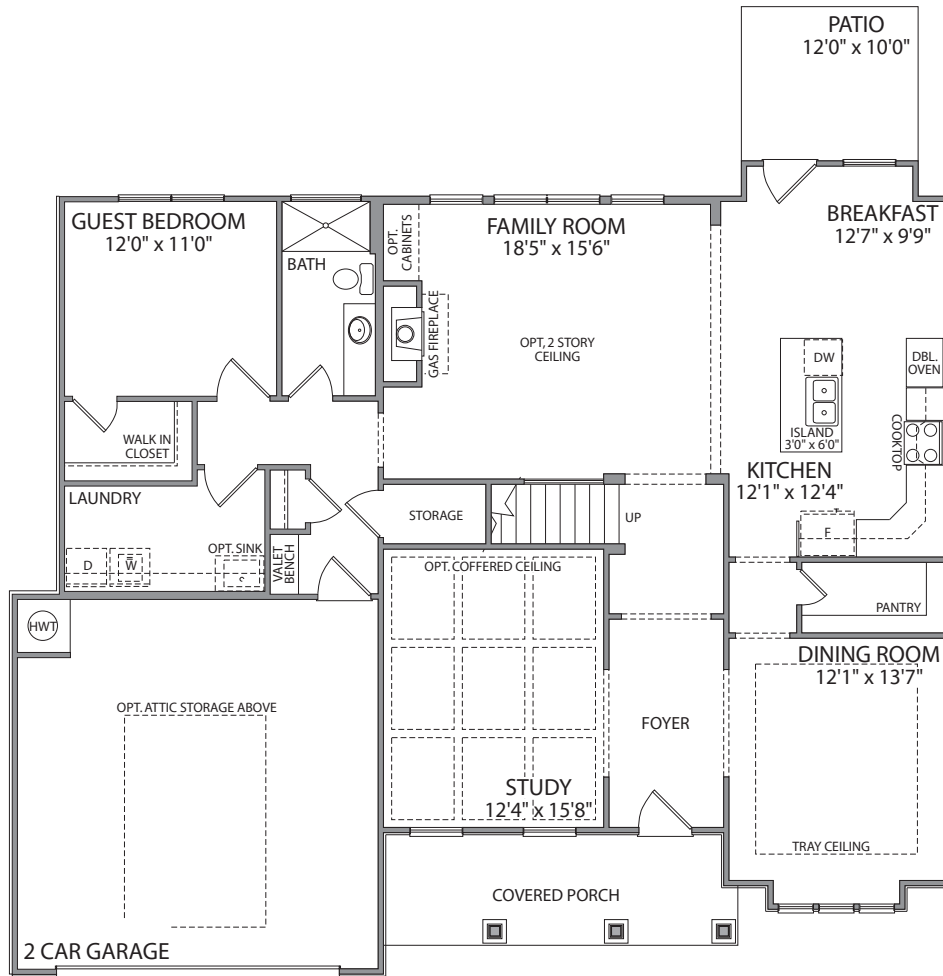 PATIO
12'0" x 10'0"
GUEST BEDROOM
12'0" x 11'0"
BATH
OPT.
CABINETS
FAMILY ROOM
18'5" x 15'6"
BREAKFAST
12'7" x 9'9"
GAS FIREPLACE
OPT, 2 STORY
CEILING
DW
DBL.
OVEN
ISLAND
3'0" x 6'0"
COOKTOP
WALK IN
CLOSET
KITCHEN
12'1" x 12'4"
LAUNDRY
STORAGE
UP
F
D
W
OPT. SINK
VALET
BENCH
OPT. COFFERED CEILING
PANTRY
HWT
DINING ROOM
12'1" x 13'7"
OPT. ATTIC STORAGE ABOVE
FOYER
STUDY
12'4" x 15'8"
TRAY CEILING
COVERED PORCH
2 CAR GARAGE